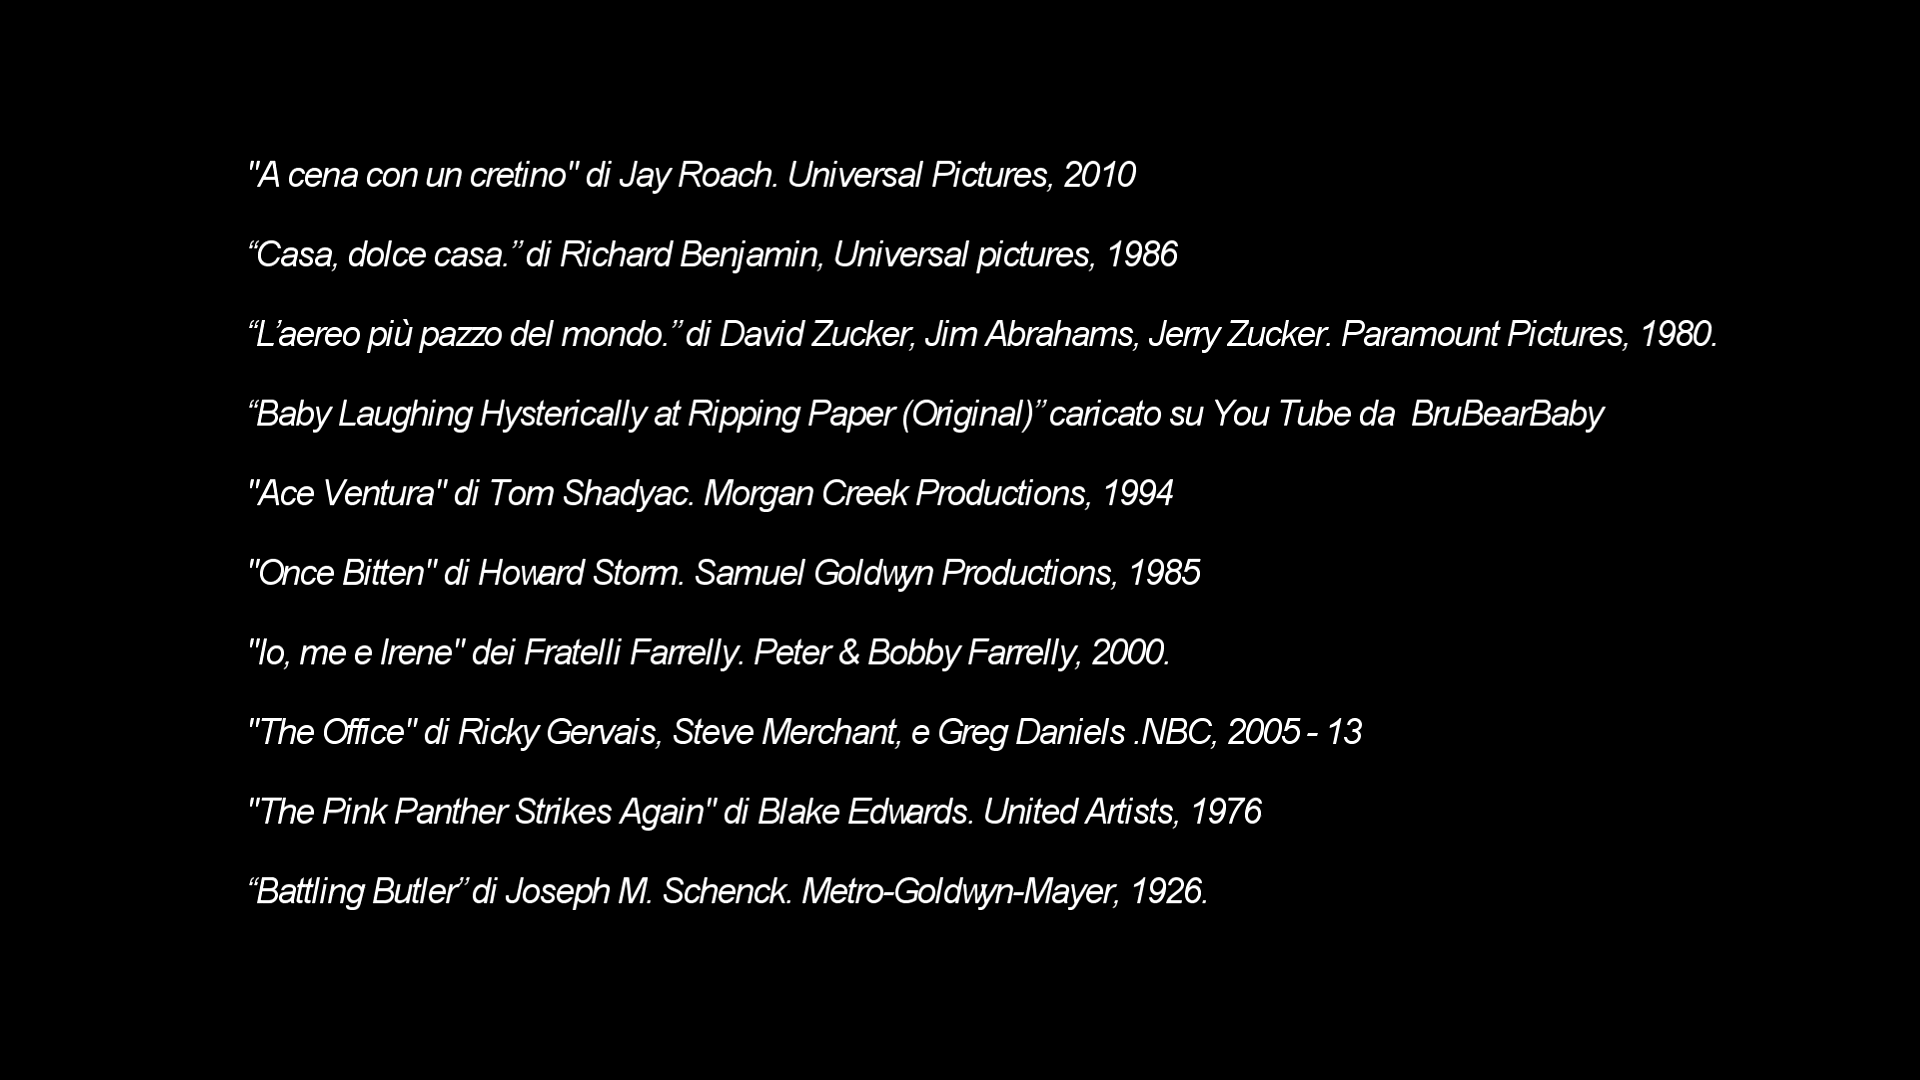 "A cena con un cretino" di Jay Roach. Universal Pictures, 2010
“Casa, dolce casa.” di Richard Benjamin, Universal pictures, 1986
“L’aereo più pazzo del mondo.” di David Zucker, Jim Abrahams, Jerry Zucker. Paramount Pictures, 1980.
“Baby Laughing Hysterically at Ripping Paper (Original)” caricato su You Tube da  BruBearBaby
"Ace Ventura" di Tom Shadyac. Morgan Creek Productions, 1994
"Once Bitten" di Howard Storm. Samuel Goldwyn Productions, 1985
"Io, me e Irene" dei Fratelli Farrelly. Peter & Bobby Farrelly, 2000.
"The Office" di Ricky Gervais, Steve Merchant, e Greg Daniels .NBC, 2005 - 13
"The Pink Panther Strikes Again" di Blake Edwards. United Artists, 1976
“Battling Butler” di Joseph M. Schenck. Metro-Goldwyn-Mayer, 1926.